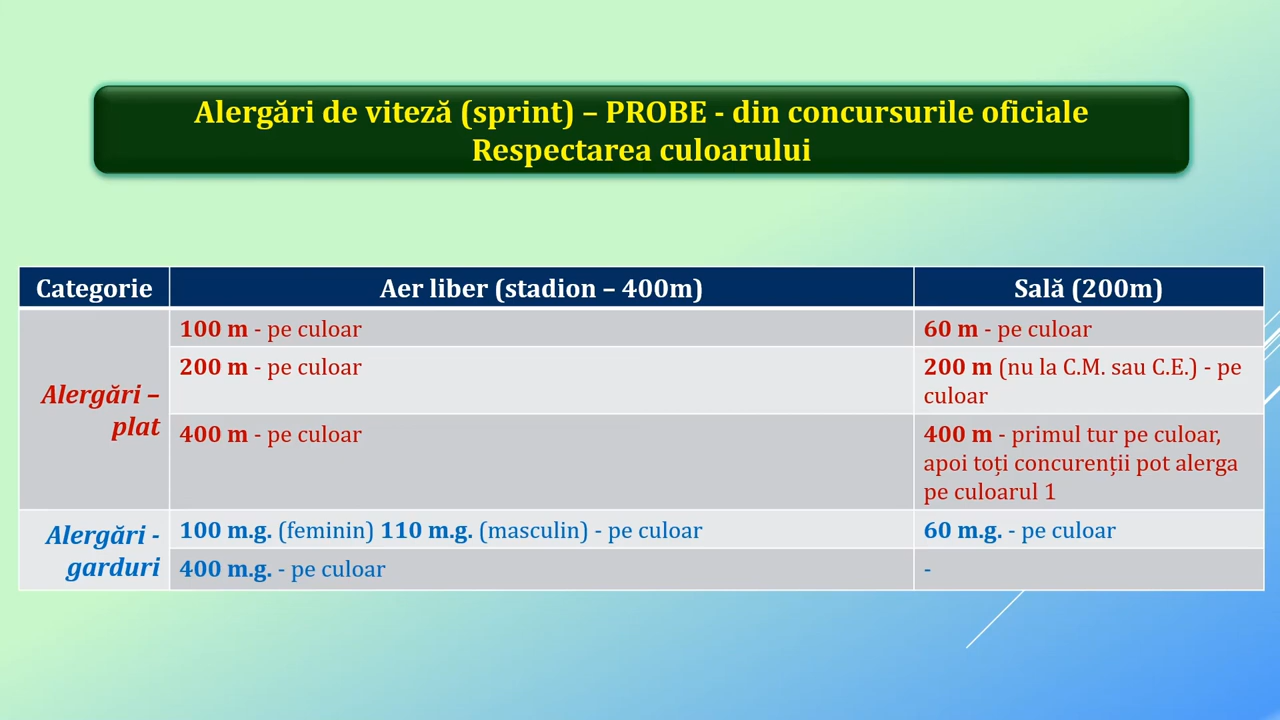 Alergări de viteză (sprint) – PROBE - din concursurile oficiale
Respectarea culoarului
Categorie
Aer liber (stadion – 400m)
Sală (200m)
Alergări –
plat
100 m - pe culoar
60 m - pe culoar
200 m - pe culoar
200 m (nu la C.M. sau C.E.) - pe
culoar
400 m - pe culoar
400 m - primul tur pe culoar,
apoi toți concurenții pot alerga
pe culoarul 1
Alergări -
garduri
100 m.g. (feminin) 110 m.g. (masculin) - pe culoar
60 m.g. - pe culoar
400 m.g. - pe culoar
-